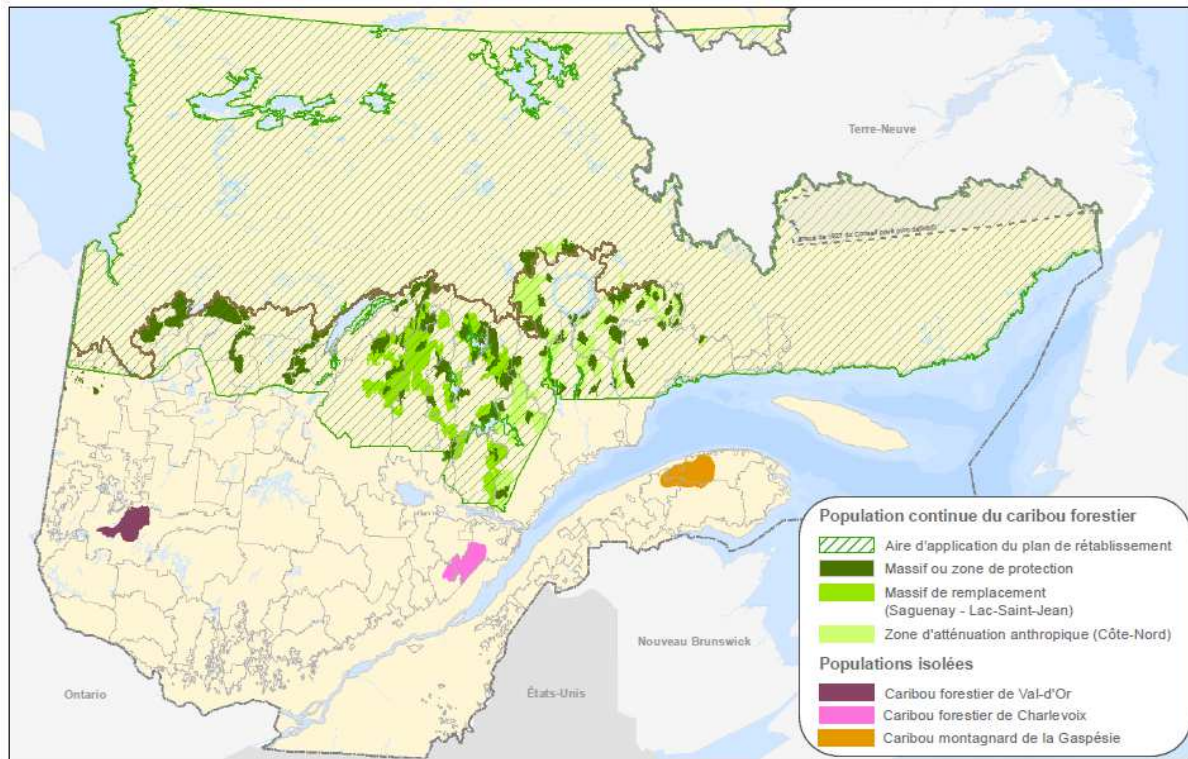 Terre-Neuve
Population continue du caribou forestier
Aire d'application du plan de rétablissement
Massif ou zone de protection
Massif de remplacement
(Saguenay - Lac-Saint-Jean)
Zone d'atténuation anthropique (Côte-Nord)
Populations isolées
Caribou forestier de Val-d'Or
Caribou forestier de Charlevoix
Caribou montagnard de la Gaspésie
Nouveau Brunswick
États-Unis
Ontario